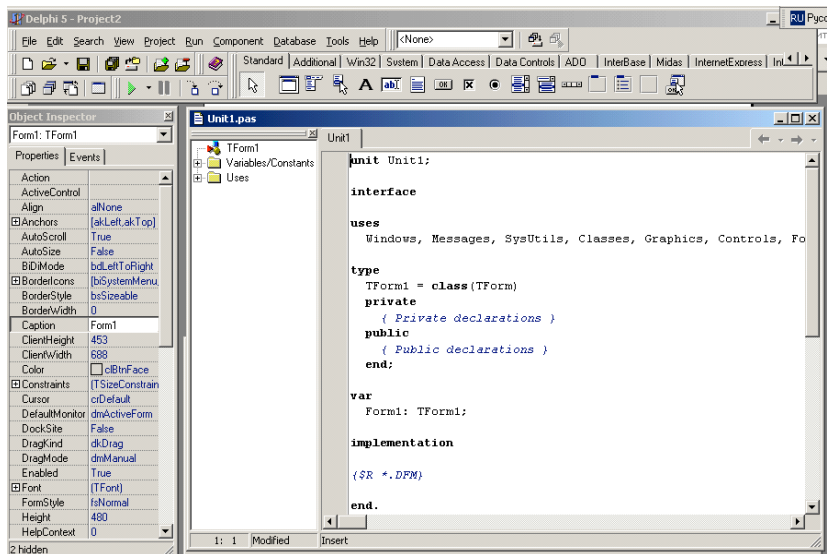 Delphi 5 - Project2
RU Русс
File Edit Search View Project Run Component Database Tools Help <None>
Standard Additional Win32 System Data Access Data Controls ADO InterBase Midas InternetExpress
Object Inspector
Form1: TForm1
Properties Events
Action
ActiveControl
Align alNone
Anchors [akLeft,akTop]
AutoScroll True
AutoSize False
BiDiMode bdLeftToRight
BorderIcons [biSystemMenu,
BorderStyle bsSizeable
BorderWidth 0
Caption Form1
ClientHeight 453
ClientWidth 688
Color clBtnFace
Constraints (TSizeConstrain
Cursor crDefault
DefaultMonitor dmActiveForm
DockSite False
DragKind dkDrag
DragMode dmManual
Enabled True
Font (TFont)
FormStyle fsNormal
Height 480
HelpContext 0
2 hidden
Unit1.pas
TForm1
Variables/Constants
Uses
Unit1
unit Unit1;
interface
uses
Windows, Messages, SysUtils, Classes, Graphics, Controls, Fo
type
TForm1 = class(TForm)
private
{ Private declarations }
public
{ Public declarations }
end;
var
Form1: TForm1;
implementation
{$R *.DFM}
end.
1: 1 Modified Insert